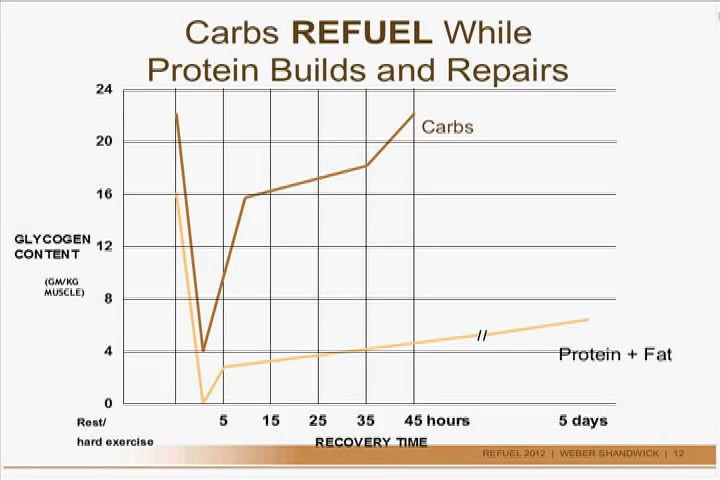 Carbs REFUEL While
Protein Builds and Repairs
24
Carbs
20
16
GLYCOGEN
CONTENT
12
(GM/KG
MUSCLE)
8
//
4
Protein + Fat
0
Rest/
hard exercise
5 15 25 35 45 hours 5 days
RECOVERY TIME
REFUEL 2012 | WEBER SHANDWICK | 12